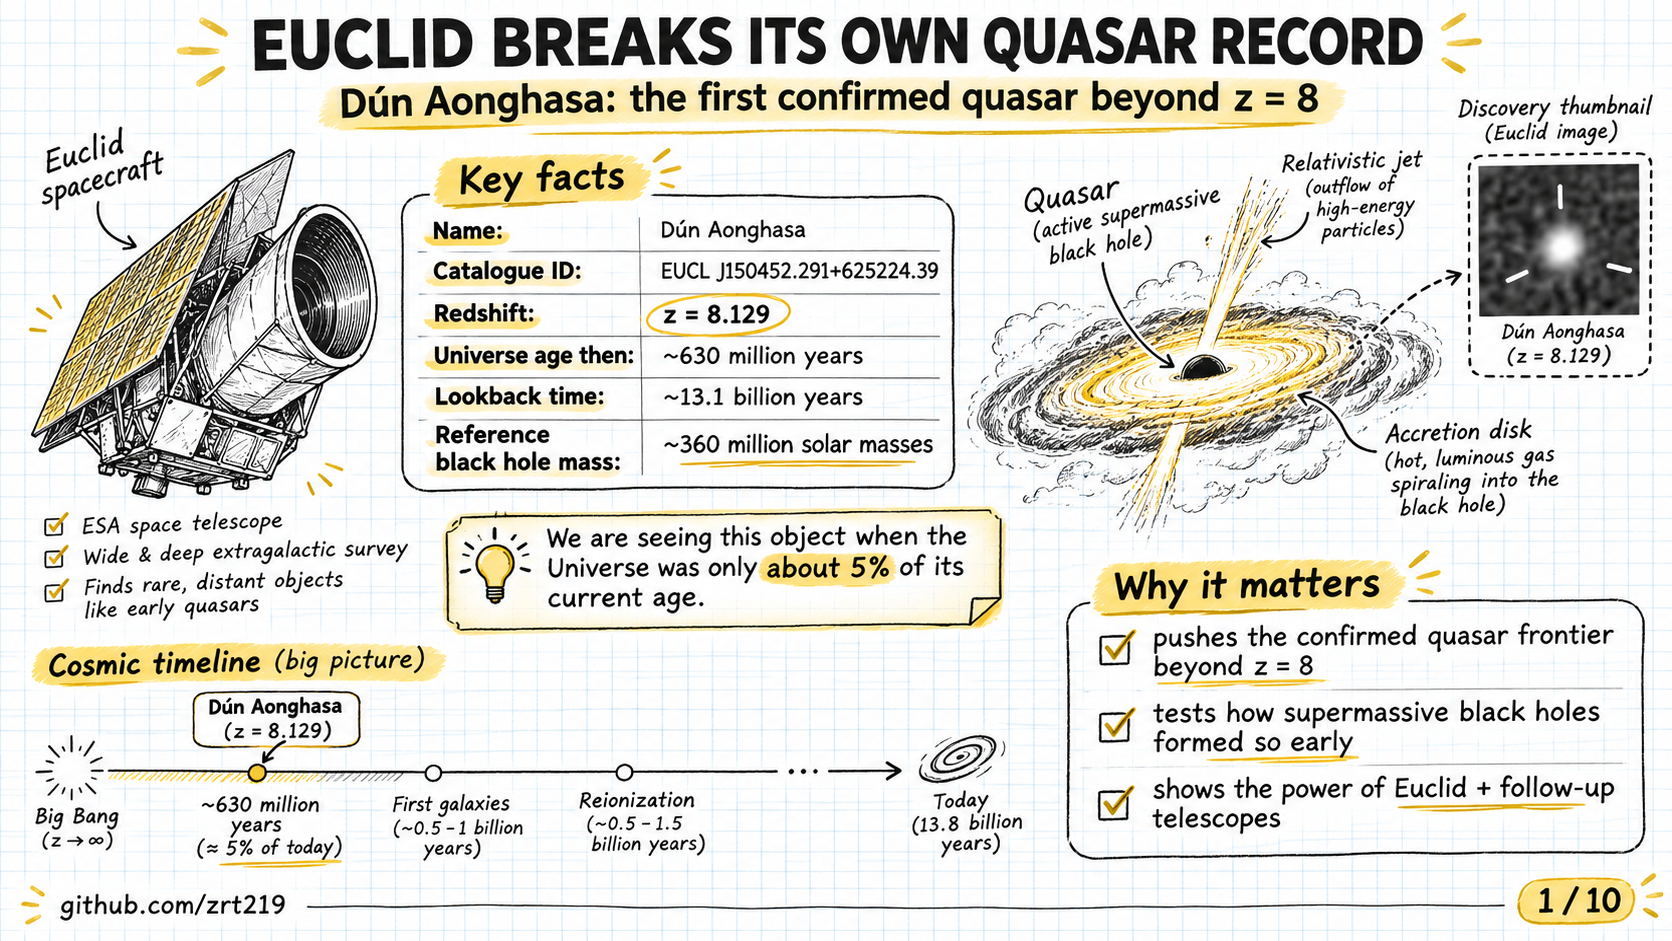 EUCLID BREAKS ITS OWN QUASAR RECORD
Dún Aonghasa: the first confirmed quasar beyond z = 8
Euclid
spacecraft
ESA space telescope
Wide & deep extragalactic survey
Finds rare, distant objects
like early quasars
Key facts
Name: Dún Aonghasa
Catalogue ID: EUCL J150452.291+625224.39
Redshift: z = 8.129
Universe age then: ~630 million years
Lookback time: ~13.1 billion years
Reference
black hole mass: ~360 million solar masses
We are seeing this object when the
Universe was only about 5% of its
current age.
Quasar
(active supermassive
black hole)
Relativistic jet
(outflow of
high-energy
particles)
Accretion disk
(hot, luminous gas
spiraling into the
black hole)
Discovery thumbnail
(Euclid image)
Dún Aonghasa
(z = 8.129)
Why it matters
pushes the confirmed quasar frontier
beyond z = 8
tests how supermassive black holes
formed so early
shows the power of Euclid + follow-up
telescopes
Cosmic timeline (big picture)
Dún Aonghasa
(z = 8.129)
Big Bang
(z → ∞)
~630 million
years
(≈ 5% of today)
First galaxies
(~0.5 – 1 billion
years)
Reionization
(~0.5 – 1.5
billion years)
...
Today
(13.8 billion
years)
github.com/zrt219
1 / 10